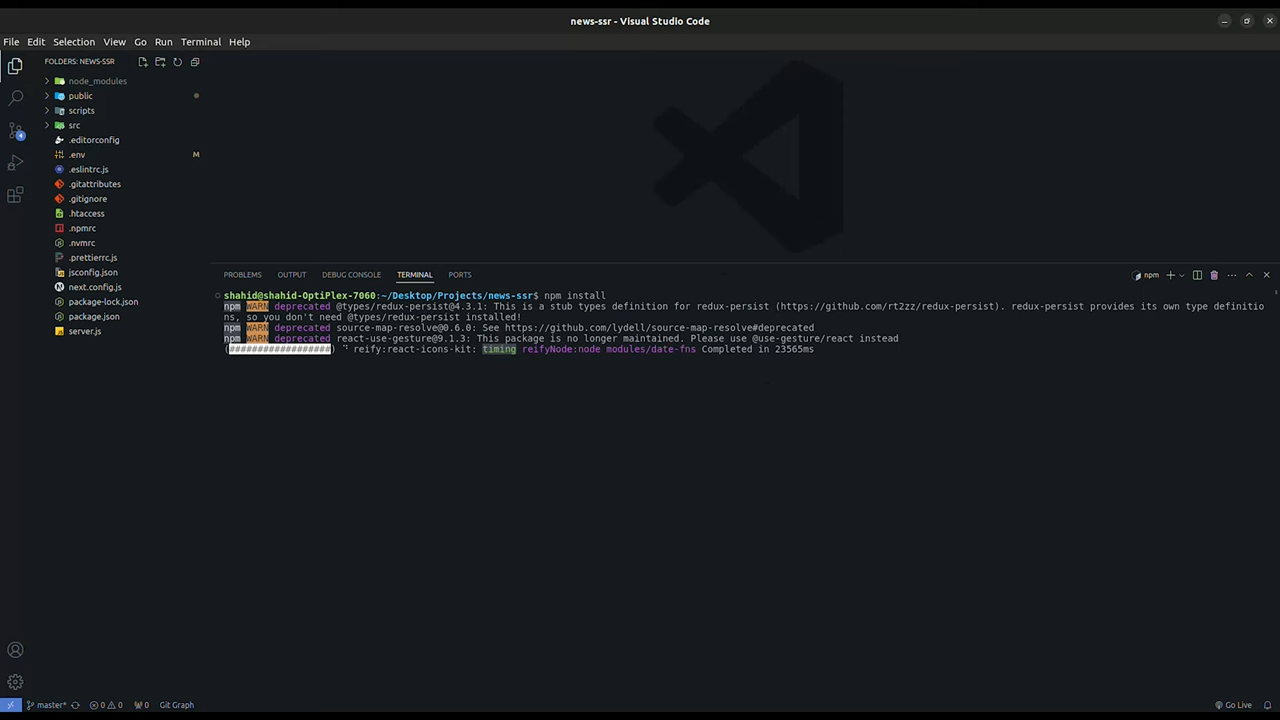 news-ssr - Visual Studio Code
File Edit Selection View Go Run Terminal Help
FOLDERS: NEWS-SSR
node_modules
public
scripts
src
.editorconfig
.env M
.eslintrc.js
.gitattributes
.gitignore
.htaccess
.npmrc
.nvmrc
.prettierrc.js
jsconfig.json
next.config.js
package-lock.json
package.json
server.js
4
PROBLEMS OUTPUT DEBUG CONSOLE TERMINAL PORTS
npm
shahid@shahid-OptiPlex-7060:~/Desktop/Projects/news-ssr$ npm install
npm WARN deprecated @types/redux-persist@4.3.1: This is a stub types definition for redux-persist (https://github.com/rt2zz/redux-persist). redux-persist provides its own type definitio
ns, so you don't need @types/redux-persist installed!
npm WARN deprecated source-map-resolve@0.6.0: See https://github.com/lydell/source-map-resolve#deprecated
npm WARN deprecated react-use-gesture@9.1.3: This package is no longer maintained. Please use @use-gesture/react instead
(##################) ⠙ reify:react-icons-kit: timing reifyNode:node_modules/date-fns Completed in 23565ms
master* 0 0 0 Git Graph
Go Live